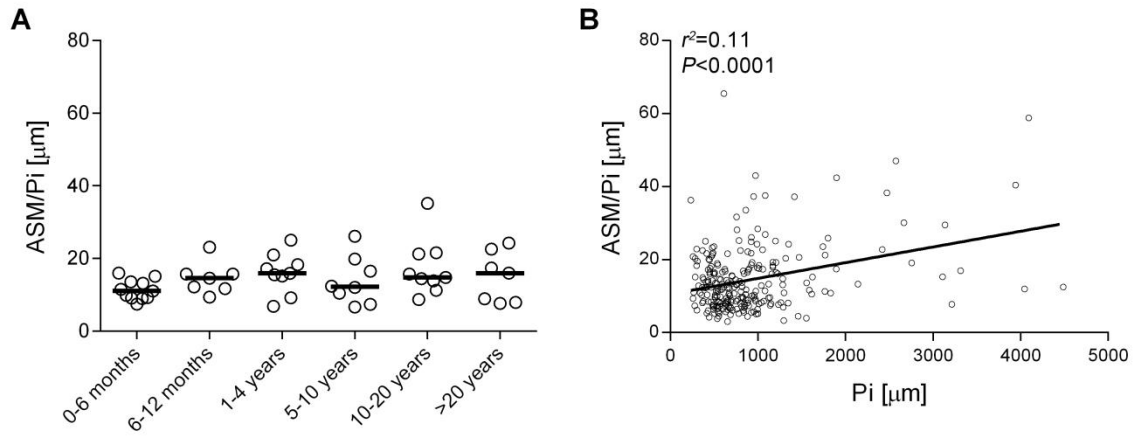 A
80
60
40
20
0
ASM/Pi [μm]
0-6 months
6-12 months
1-4 years
5-10 years
10-20 years
>20 years
B
r²=0.11
P<0.0001
80
60
40
20
0
ASM/Pi [μm]
0 1000 2000 3000 4000 5000
Pi [μm]